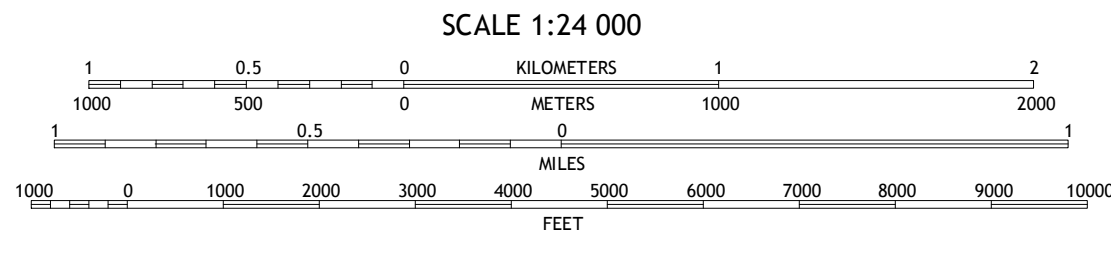 SCALE 1:24 000
1 0.5 0 KILOMETERS 1 2
1000 500 0 METERS 1000 2000
1 0.5 0 1
MILES
1000 0 1000 2000 3000 4000 5000 6000 7000 8000 9000 10000
FEET